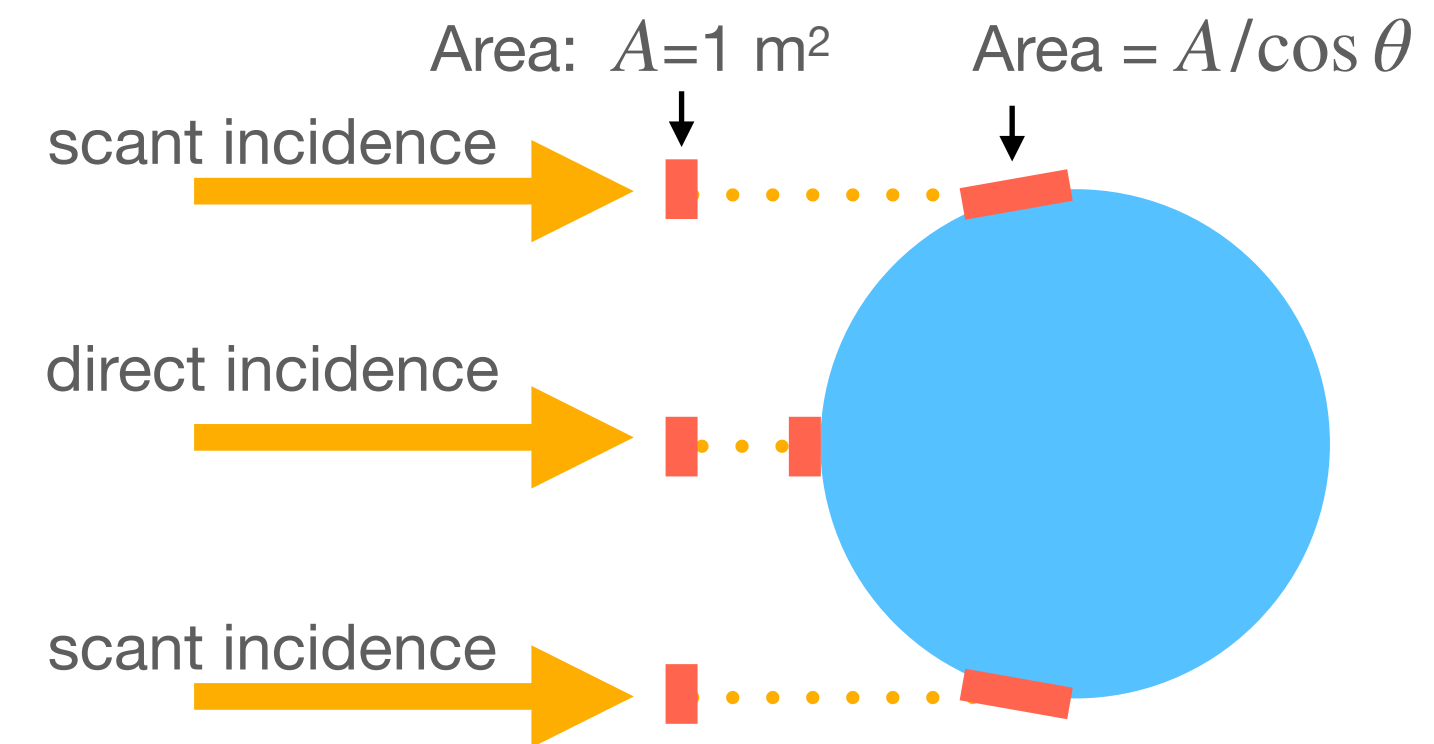 Area: A=1 m²
Area = A/cos θ
scant incidence
direct incidence
scant incidence